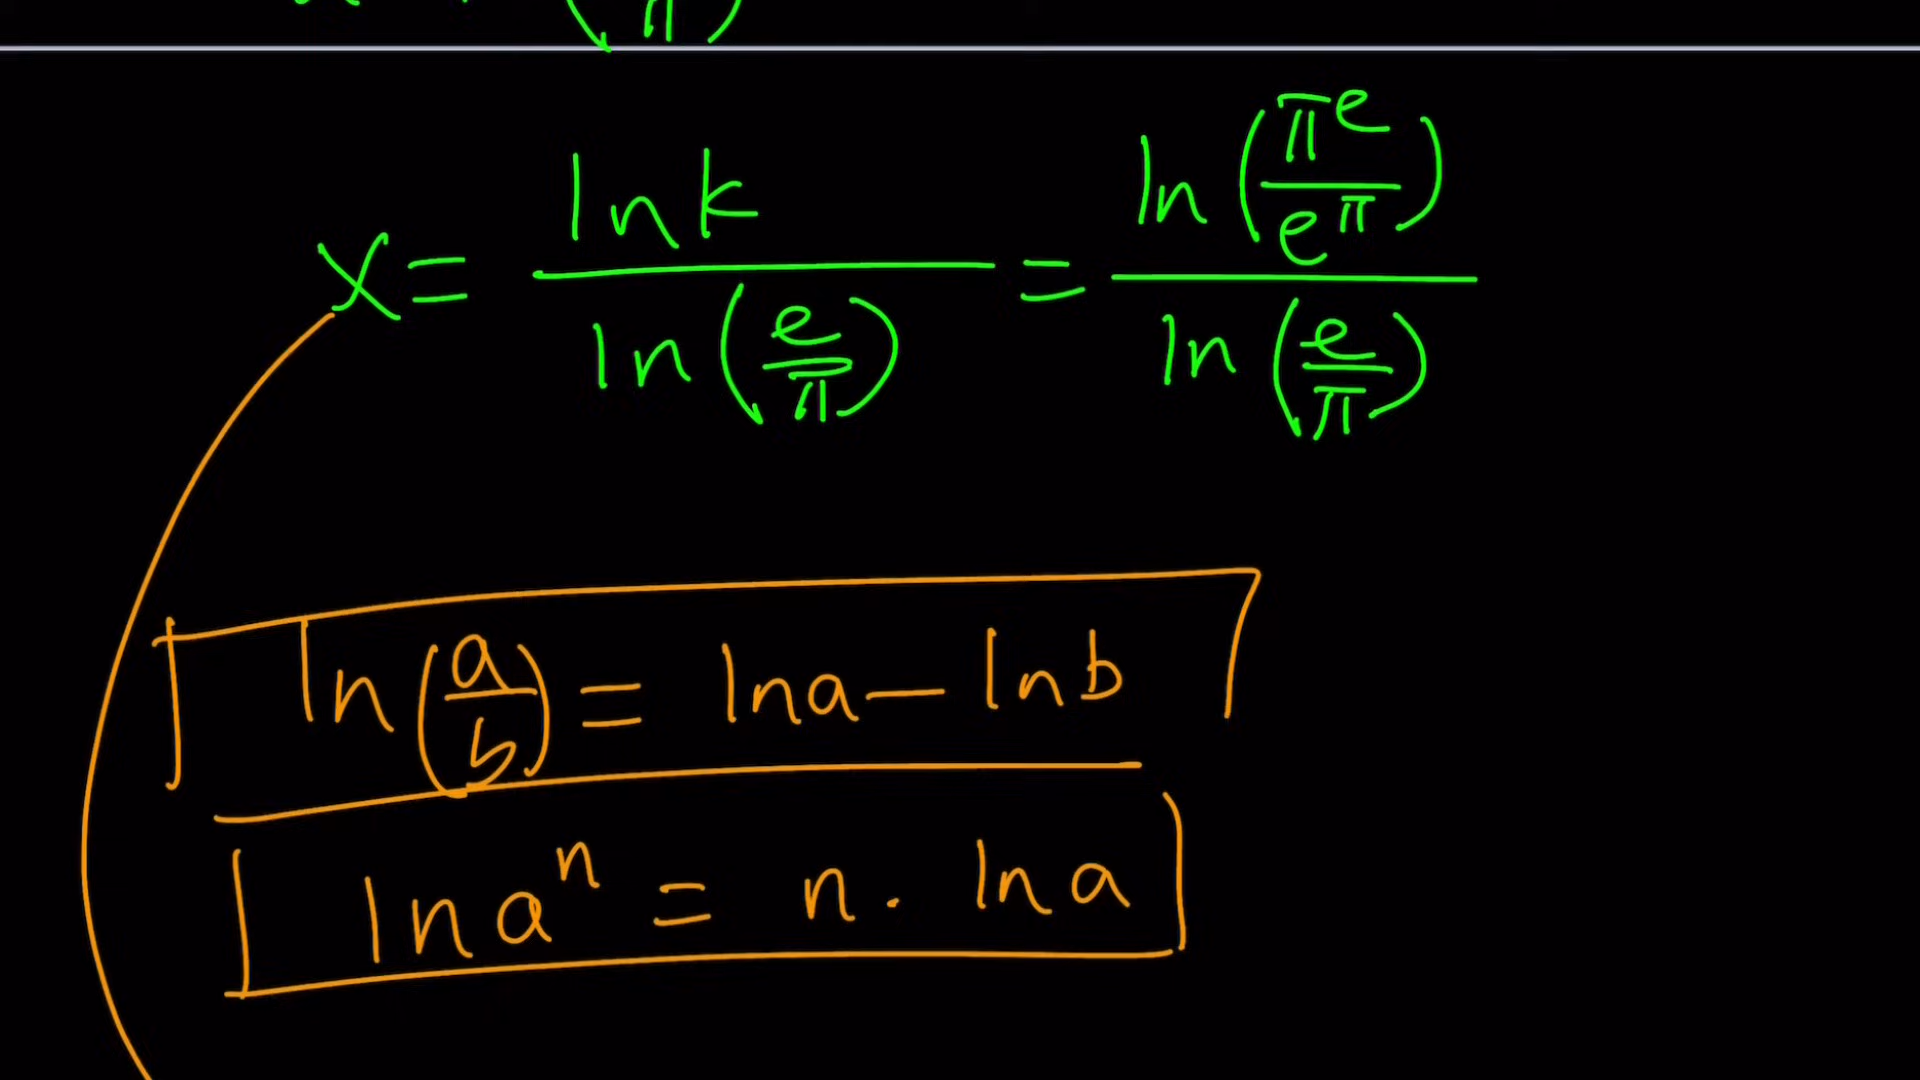 x = ln k / ln(e/π) = ln(π^e/e^π) / ln(e/π)
ln(a/b) = ln a − ln b
ln a^n = n · ln a